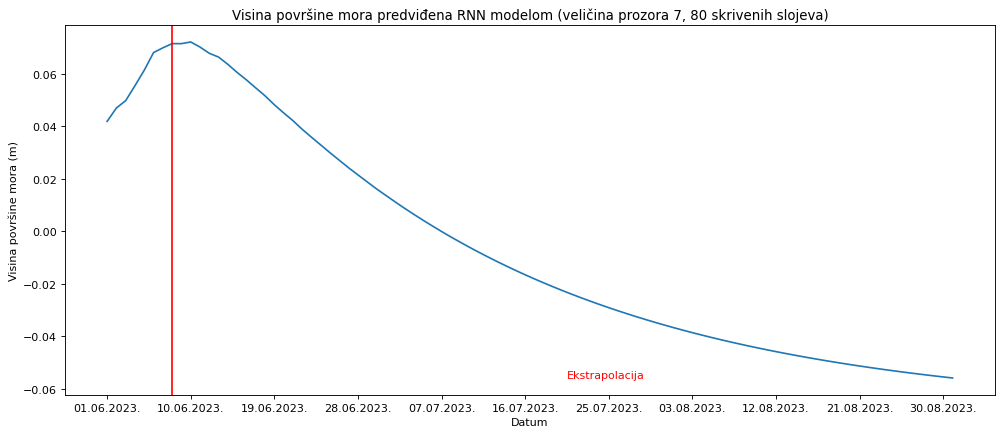 Visina površine mora predviđena RNN modelom (veličina prozora 7, 80 skrivenih slojeva)
Visina površine mora (m)
0.06
0.04
0.02
0.00
−0.02
−0.04
−0.06
Ekstrapolacija
01.06.2023. 10.06.2023. 19.06.2023. 28.06.2023. 07.07.2023. 16.07.2023. 25.07.2023. 03.08.2023. 12.08.2023. 21.08.2023. 30.08.2023.
Datum